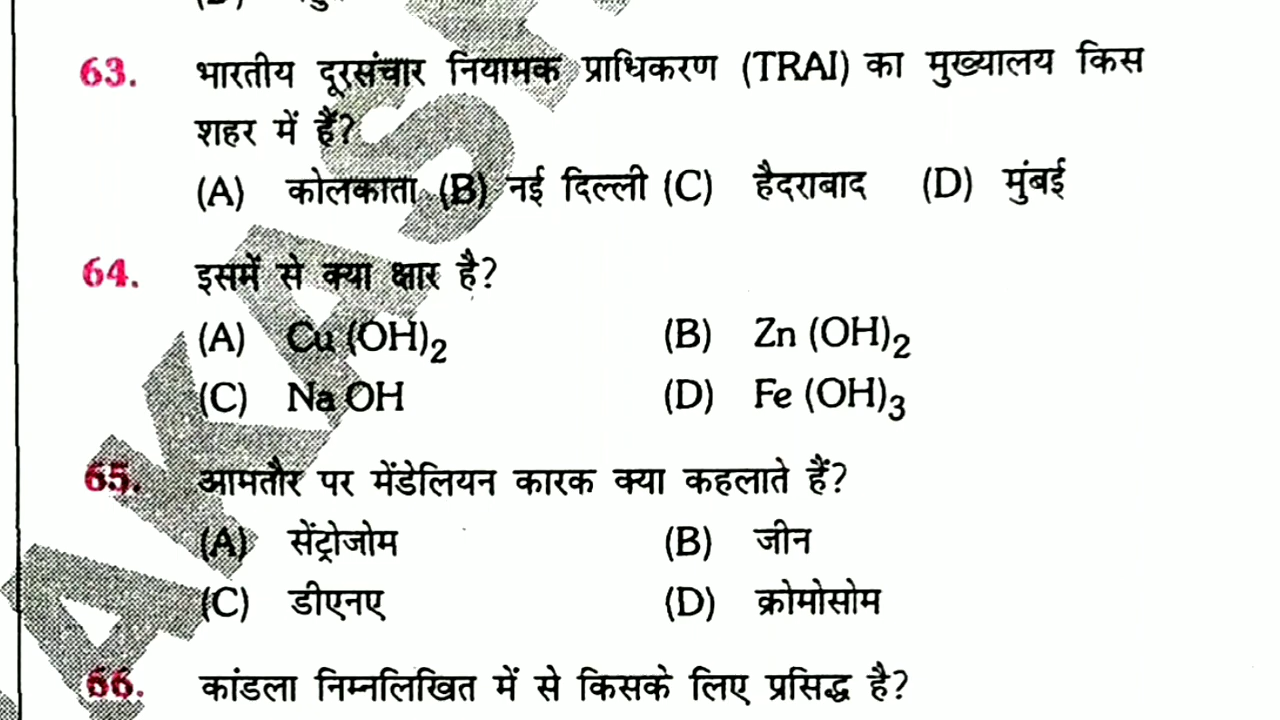 63. भारतीय दूरसंचार नियामक प्राधिकरण (TRAI) का मुख्यालय किस
शहर में हैं?
(A) कोलकाता (B) नई दिल्ली (C) हैदराबाद (D) मुंबई
64. इसमें से क्या क्षार है?
(A) Cu (OH)2 (B) Zn (OH)2
(C) Na OH (D) Fe (OH)3
65. आमतौर पर मेंडेलियन कारक क्या कहलाते हैं?
(A) सेंट्रोजोम (B) जीन
(C) डीएनए (D) क्रोमोसोम
66. कांडला निम्नलिखित में से किसके लिए प्रसिद्ध है?